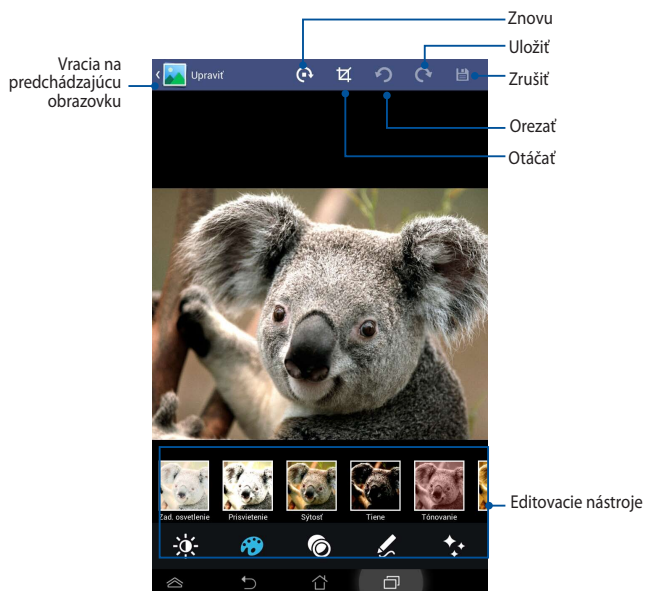 Znovu
Uložiť
Zrušiť
Vracia na
predchádzajúcu
obrazovku
Upraviť
Orezať
Otáčať
Zad. osvetlenie
Prisvietenie
Sýtosť
Tiene
Tónovanie
Editovacie nástroje